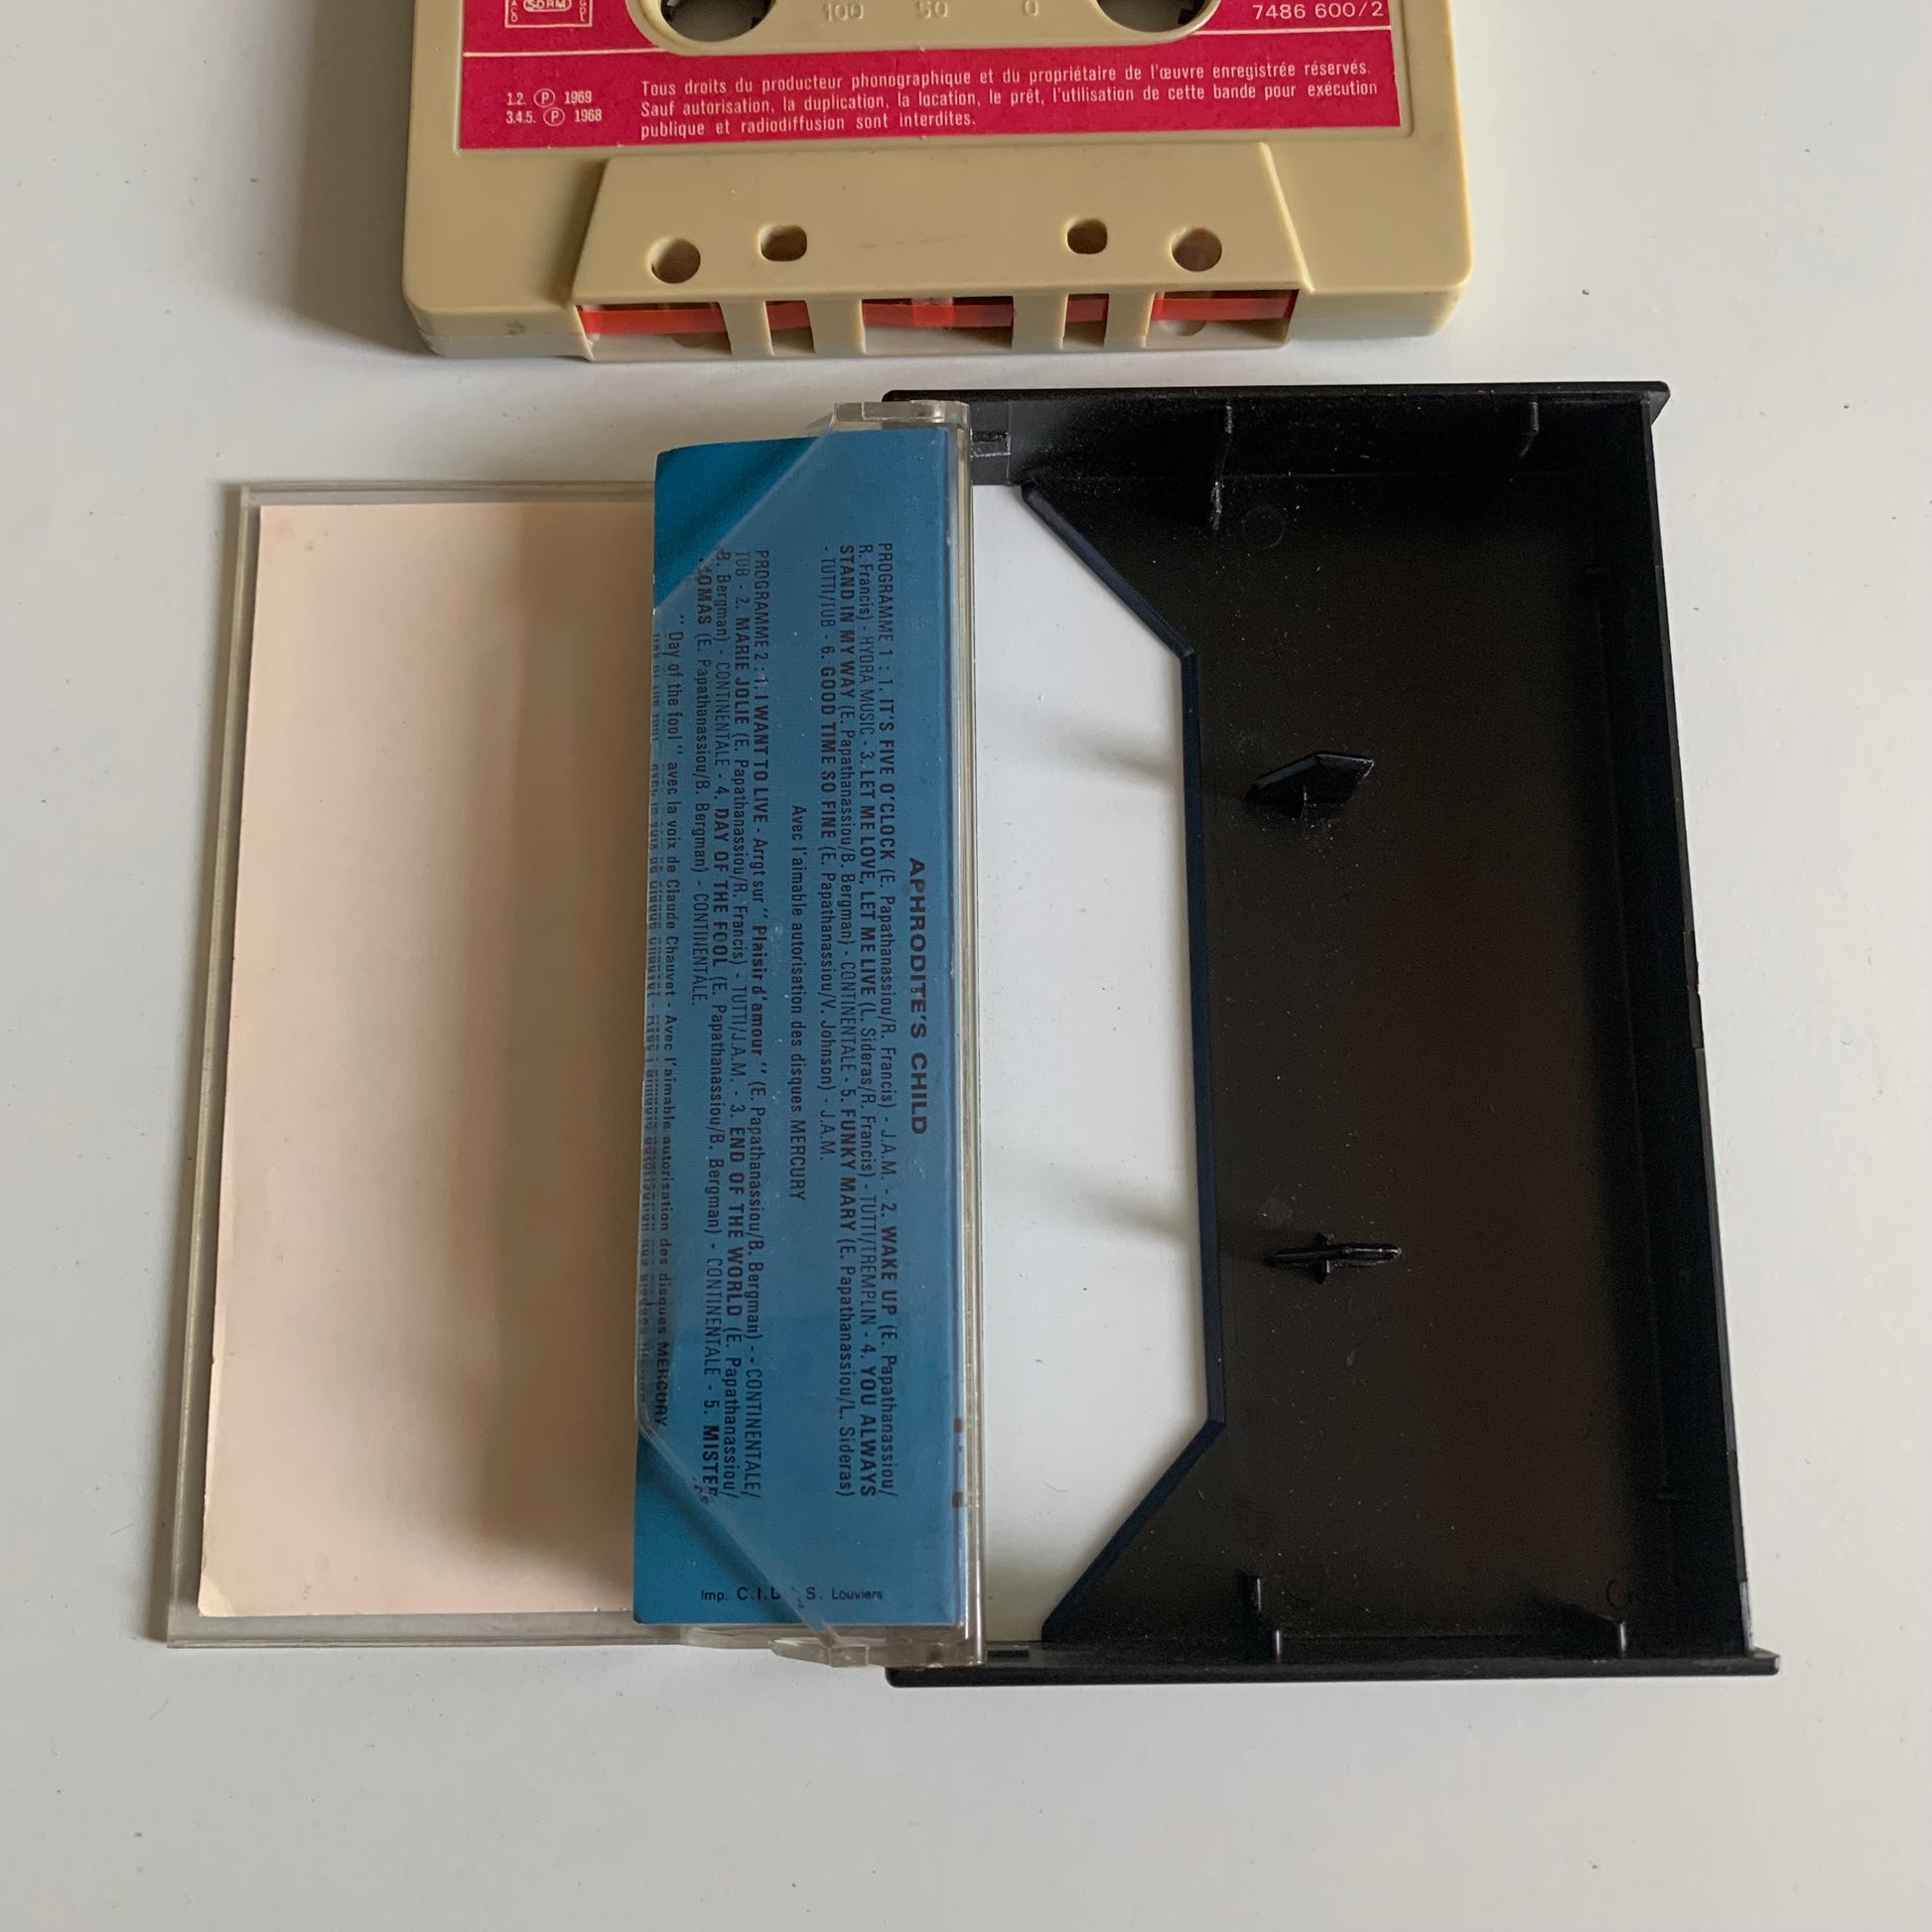 SDRM
100 50 0
7486 600/2
1.2. Ⓟ 1969
3.4.5. Ⓟ 1968
Tous droits du producteur phonographique et du propriétaire de l'œuvre enregistrée réservés.
Sauf autorisation, la duplication, la location, le prêt, l'utilisation de cette bande pour exécution
publique et radiodiffusion sont interdites.
APHRODITE'S CHILD
PROGRAMME 1 : 1. IT'S FIVE O'CLOCK (E. Papathanassiou/R. Francis) - J.A.M. - 2. WAKE UP (E. Papathanassiou/
R. Francis) - HYDRA MUSIC - 3. LET ME LOVE, LET ME LIVE (L. Sideras/R. Francis) - TUTTI/TREMPLIN - 4. YOU ALWAYS
STAND IN MY WAY (E. Papathanassiou/B. Bergman) - CONTINENTALE - 5. FUNKY MARY (E. Papathanassiou/L. Sideras)
- TUTTI/TUB - 6. GOOD TIME SO FINE (E. Papathanassiou/V. Johnson) - J.A.M.
Avec l'aimable autorisation des disques MERCURY
PROGRAMME 2 : 1. I WANT TO LIVE - Arrgt sur '' Plaisir d'amour '' (E. Papathanassiou/B. Bergman) - - CONTINENTALE/
TUB - 2. MARIE JOLIE (E. Papathanassiou/R. Francis) - TUTTI/J.A.M. - 3. END OF THE WORLD (E. Papathanassiou/
B. Bergman) - CONTINENTALE - 4. DAY OF THE FOOL (E. Papathanassiou/B. Bergman) - CONTINENTALE - 5. MISTER
(E. Papathanassiou/B. Bergman) - CONTINENTALE.
'' Day of the fool '' avec la voix de Claude Chauvet - Avec l'aimable autorisation des disques MERCURY
Imp. S. Louviers